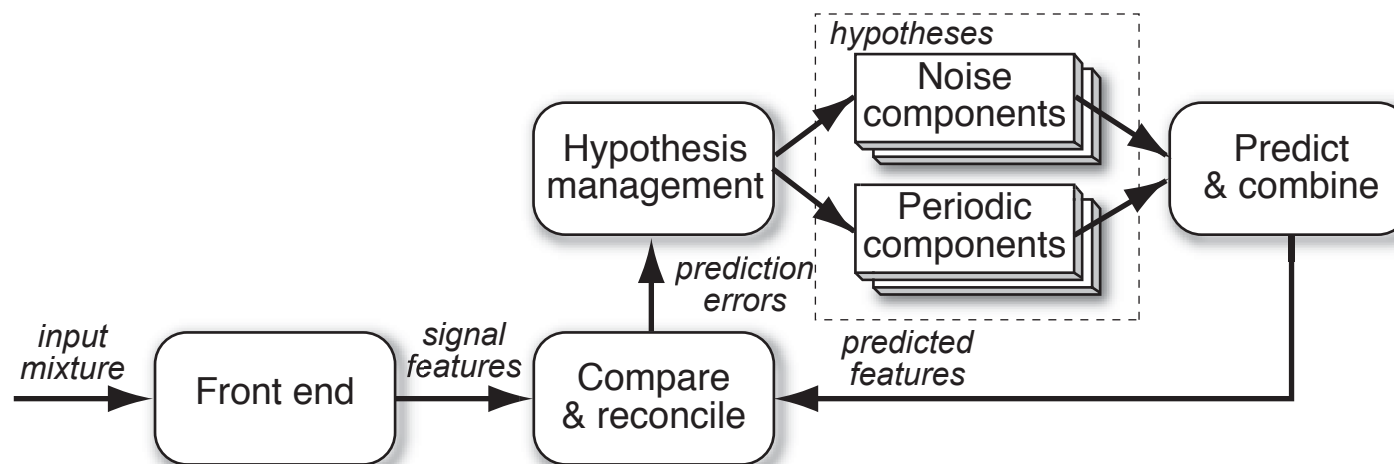 hypotheses
Noise
components
Hypothesis
management
Predict
& combine
Periodic
components
prediction
errors
input
mixture
signal
features
predicted
features
Front end
Compare
& reconcile